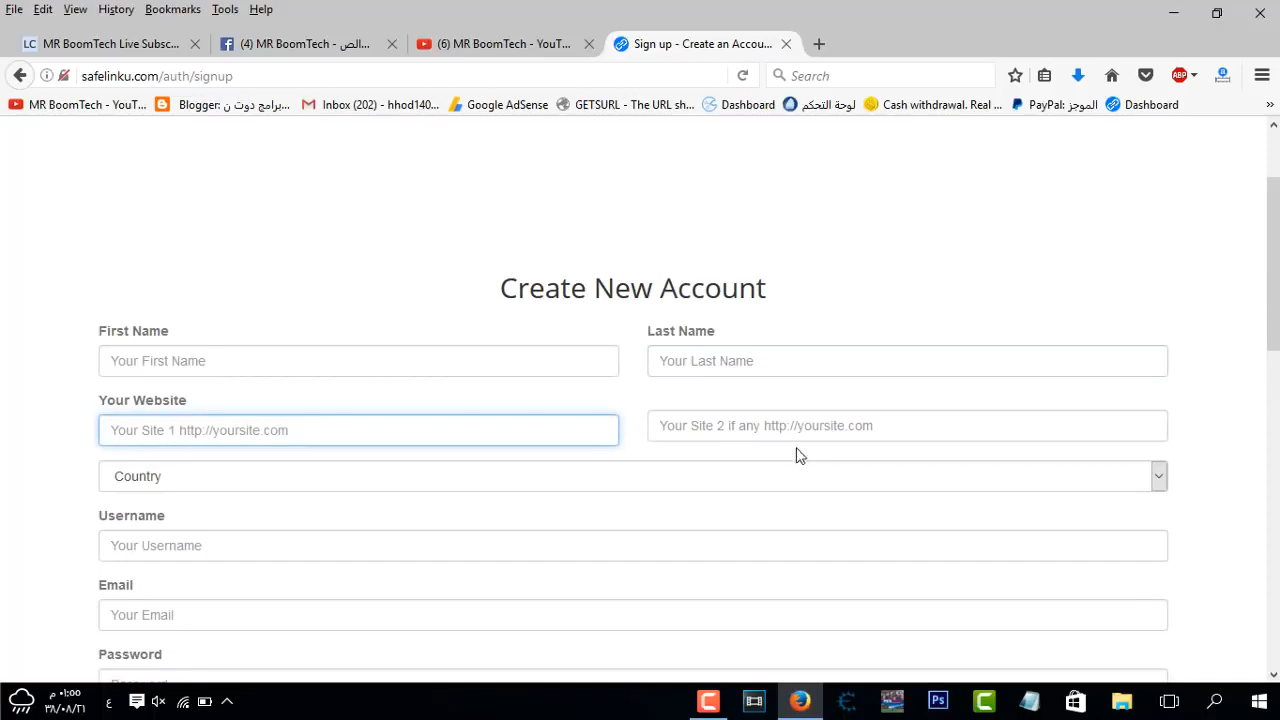 File Edit View History Bookmarks Tools Help
MR BoomTech Live Subsc...
(4) MR BoomTech - الص...
(6) MR BoomTech - YouT...
Sign up - Create an Accou...
safelinku.com/auth/signup
Search
MR BoomTech - YouT...
Blogger: برامج دوت ن...
Inbox (202) - hhod140...
Google AdSense
GETSURL - The URL sh...
Dashboard
لوحة التحكم
Cash withdrawal. Real ...
PayPal: الموجز
Dashboard
Create New Account
First Name
Last Name
Your First Name
Your Last Name
Your Website
Your Site 1 http://yoursite.com
Your Site 2 if any http://yoursite.com
Country
Username
Your Username
Email
Your Email
Password
ABP
Ps
ع